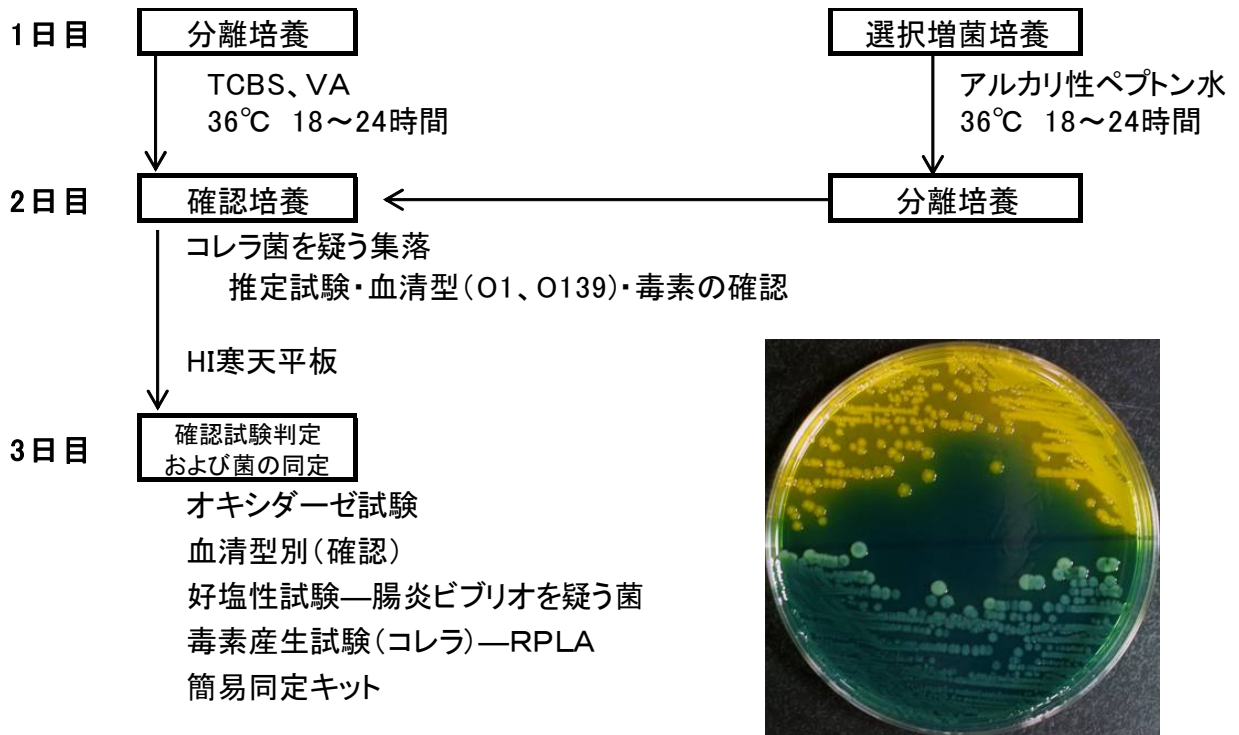 1日目
分離培養
選択増菌培養
TCBS、VA
36℃ 18～24時間
アルカリ性ペプトン水
36℃ 18～24時間
2日目
確認培養
分離培養
コレラ菌を疑う集落
推定試験・血清型(O1、O139)・毒素の確認
HI寒天平板
3日目
確認試験判定
および菌の同定
オキシダーゼ試験
血清型別(確認)
好塩性試験―腸炎ビブリオを疑う菌
毒素産生試験(コレラ)―RPLA
簡易同定キット